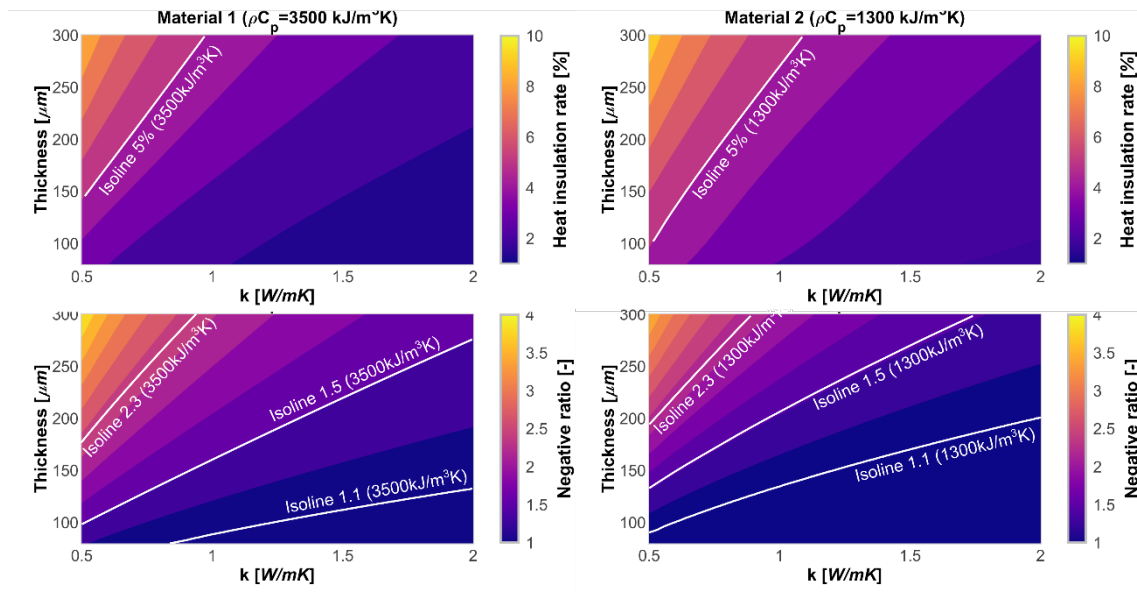 Material 1 (ρC_p=3500 kJ/m³K)
300
250
200
150
100
Thickness [μm]
Isoline 5% (3500kJ/m³K)
0.5
1
1.5
2
k [W/mK]
10
8
6
4
2
Heat insulation rate [%]
Material 2 (ρC_p=1300 kJ/m³K)
300
250
200
150
100
Thickness [μm]
Isoline 5% (1300kJ/m³K)
0.5
1
1.5
2
k [W/mK]
10
8
6
4
2
Heat insulation rate [%]
300
250
200
150
100
Thickness [μm]
Isoline 2.3 (3500kJ/m³K)
Isoline 1.5 (3500kJ/m³K)
Isoline 1.1 (3500kJ/m³K)
0.5
1
1.5
2
k [W/mK]
4
3.5
3
2.5
2
1.5
1
Negative ratio [-]
300
250
200
150
100
Thickness [μm]
Isoline 2.3 (1300kJ/m³K)
Isoline 1.5 (1300kJ/m³K)
Isoline 1.1 (1300kJ/m³K)
0.5
1
1.5
2
k [W/mK]
4
3.5
3
2.5
2
1.5
1
Negative ratio [-]